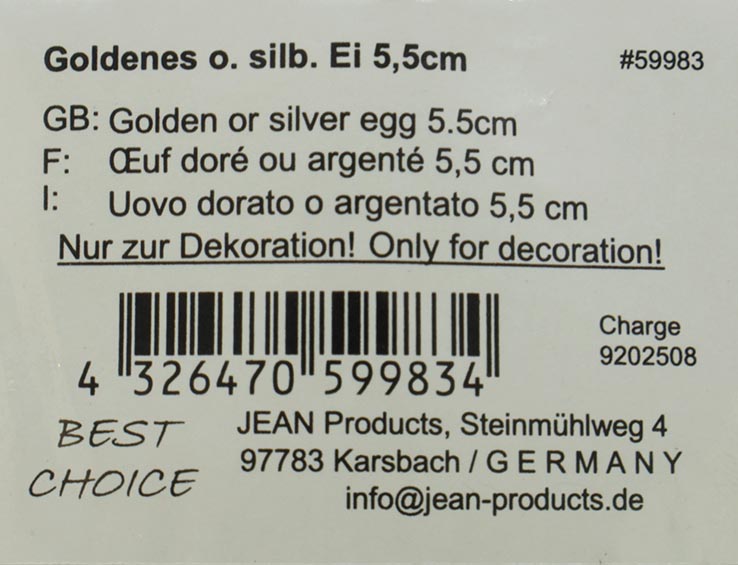 Goldenes o. silb. Ei 5,5cm #59983
GB: Golden or silver egg 5.5cm
F: Œuf doré ou argenté 5,5 cm
I: Uovo dorato o argentato 5,5 cm
Nur zur Dekoration! Only for decoration!
Charge
9202508
4 326470 599834
BEST
CHOICE
JEAN Products, Steinmühlweg 4
97783 Karsbach / GERMANY
info@jean-products.de